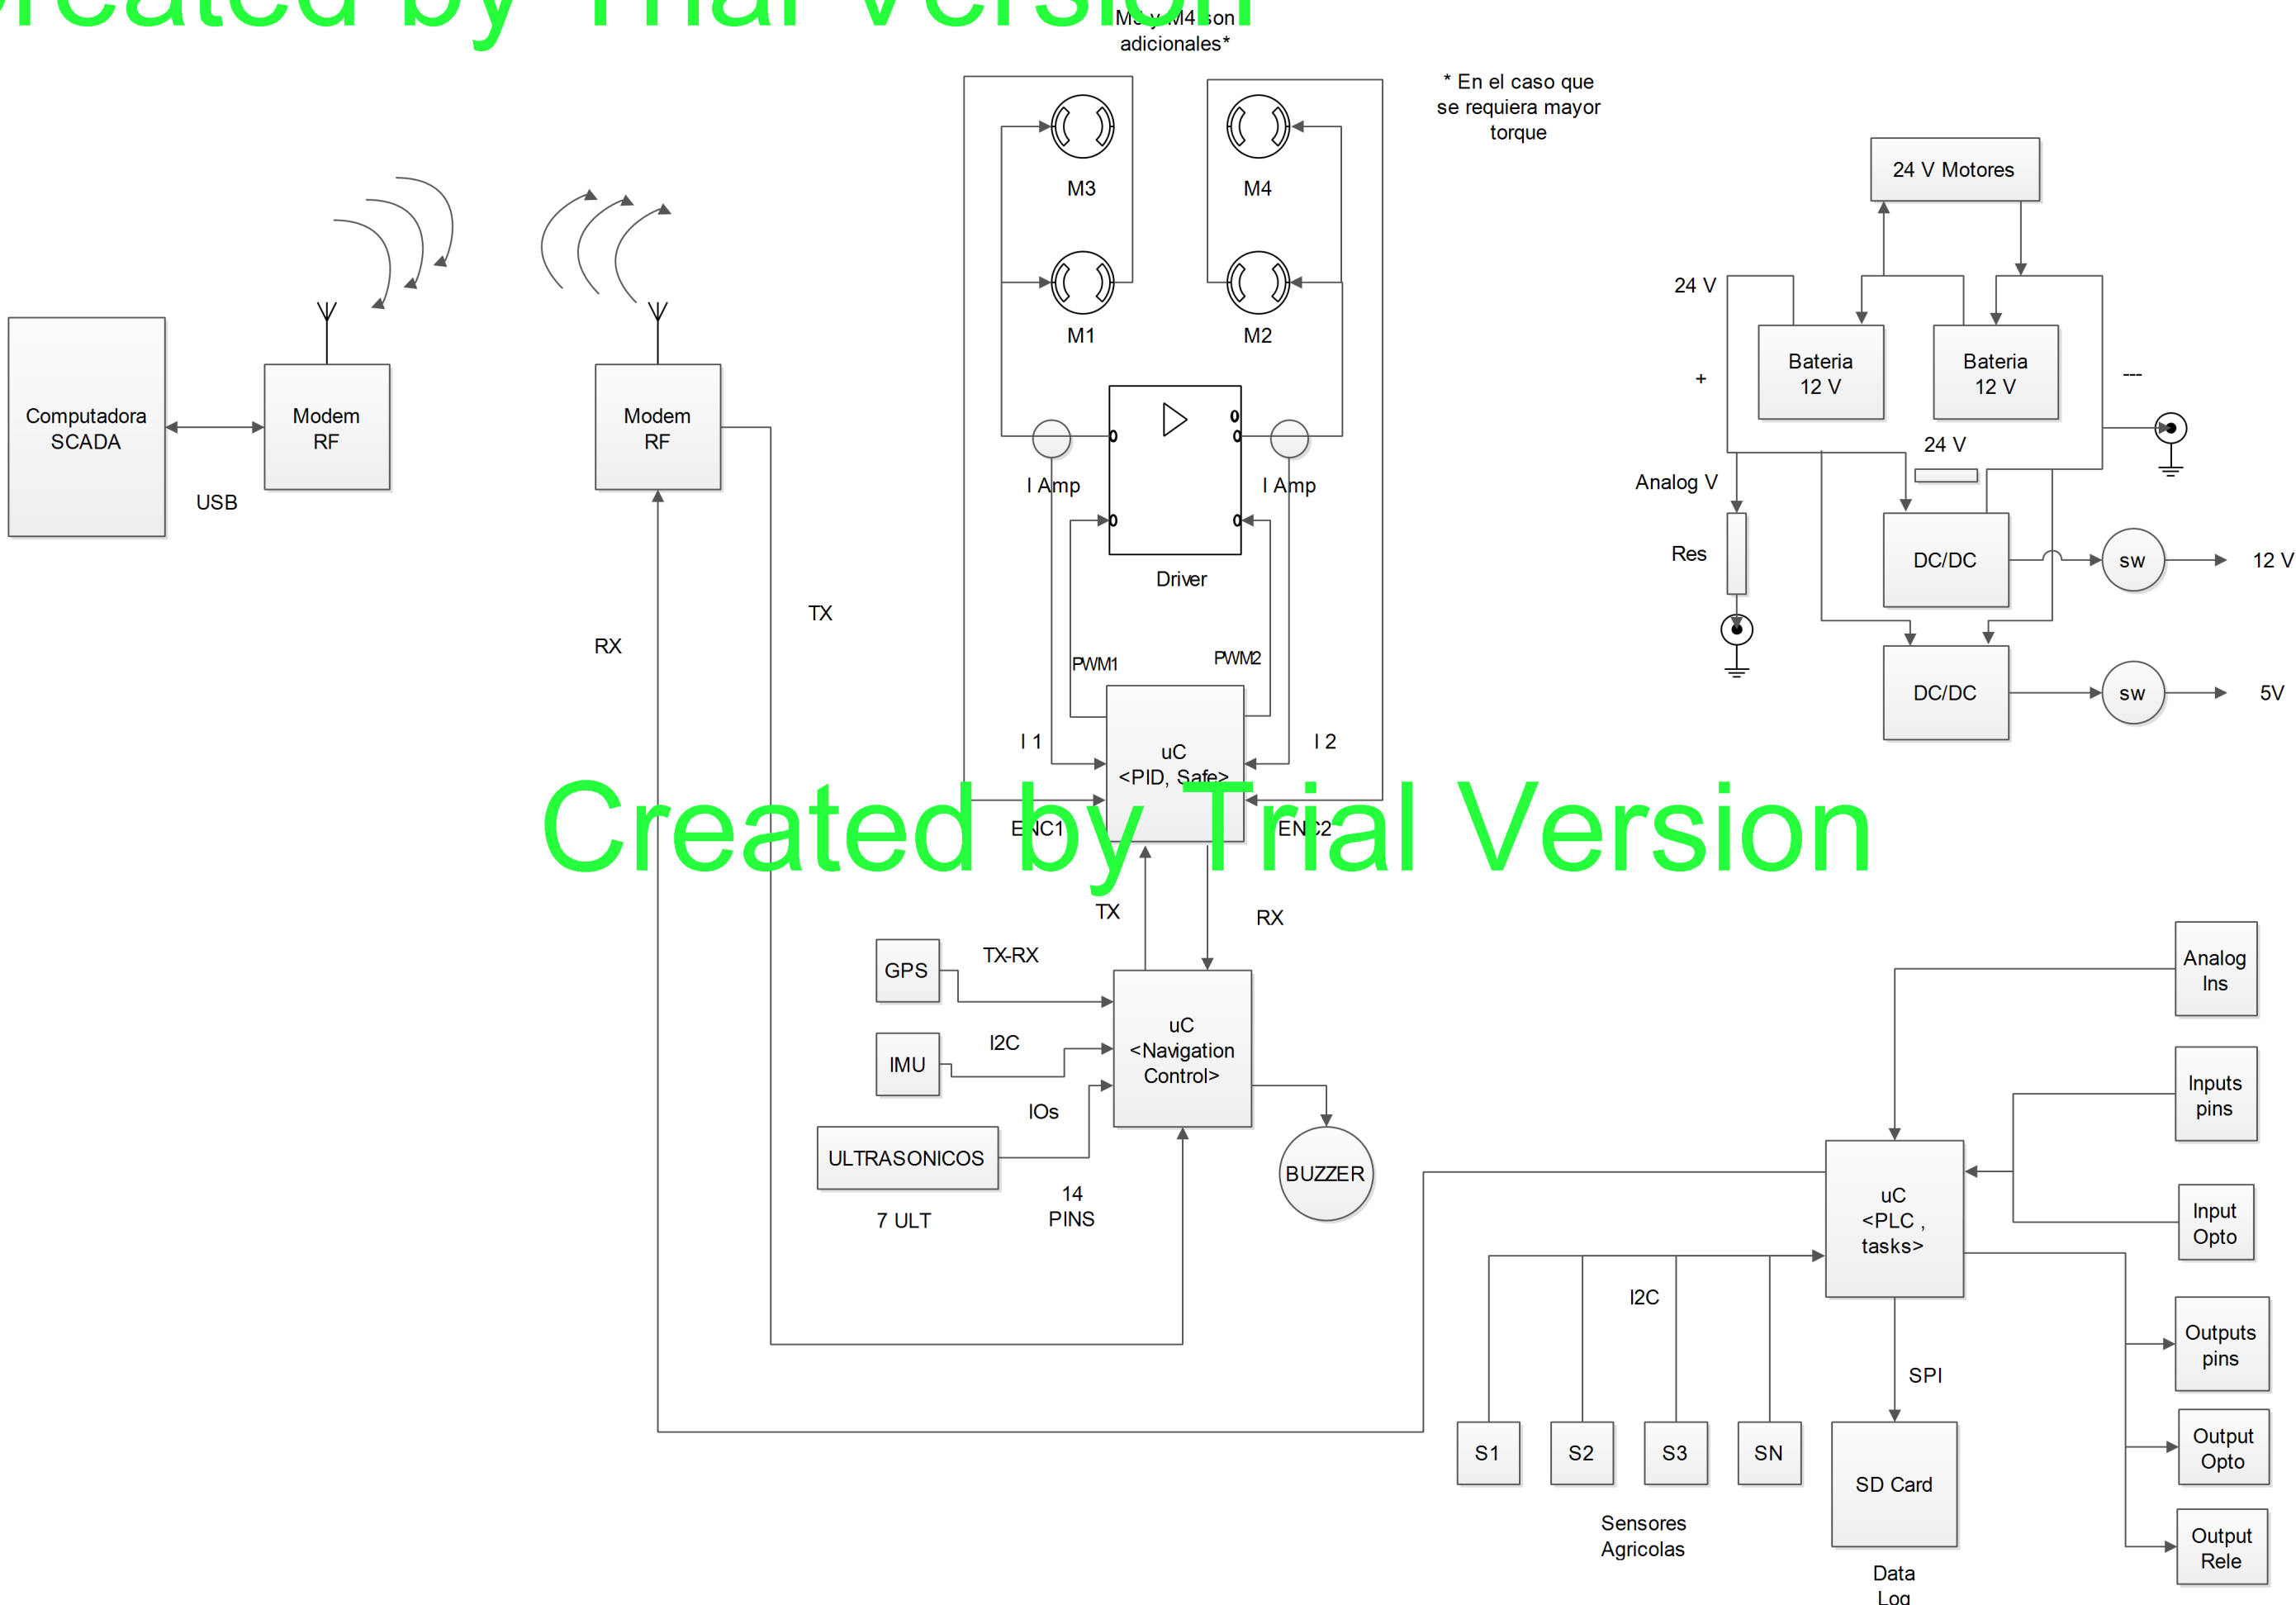 Created by Trial Version
M3 y M4 son
adicionales*
* En el caso que
se requiera mayor
torque
M3
M4
M1
M2
24 V Motores
24 V
+
Bateria
12 V
Bateria
12 V
---
24 V
Computadora
SCADA
USB
Modem
RF
Modem
RF
I Amp
I Amp
Driver
Analog V
Res
DC/DC
sw
12 V
DC/DC
sw
5V
RX
TX
PWM1
PWM2
I 1
I 2
uC
<PID, Safe>
ENC1
ENC2
Created by Trial Version
TX
RX
GPS
TX-RX
IMU
I2C
IOs
uC
<Navigation
Control>
ULTRASONICOS
7 ULT
14
PINS
BUZZER
Analog
Ins
Inputs
pins
Input
Opto
uC
<PLC ,
tasks>
I2C
SPI
Outputs
pins
Output
Opto
Output
Rele
S1
S2
S3
SN
SD Card
Sensores
Agricolas
Data
Log